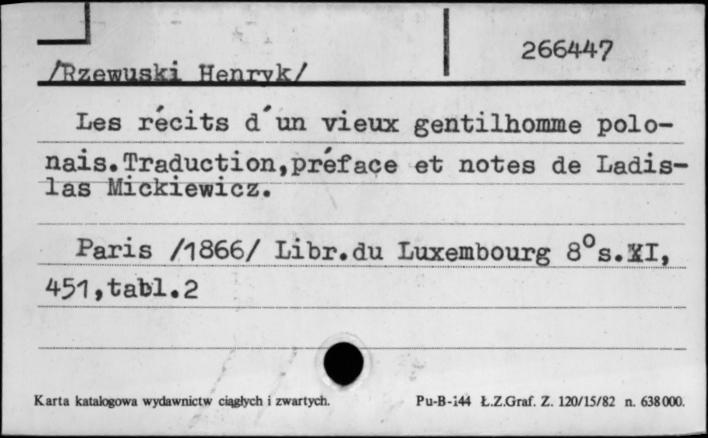 266447
/Rzewuski Henryk/
Les récits d´un vieux gentilhomme polo-
nais.Traduction,préface et notes de Ladis-
las Mickiewicz.
Paris /1866/ Libr.du Luxembourg 8°s.XI,
451,tabl.2
Karta katalogowa wydawnictw ciągłych i zwartych. Pu-B-144 Ł.Z.Graf. Z. 120/15/82 n. 638 000.